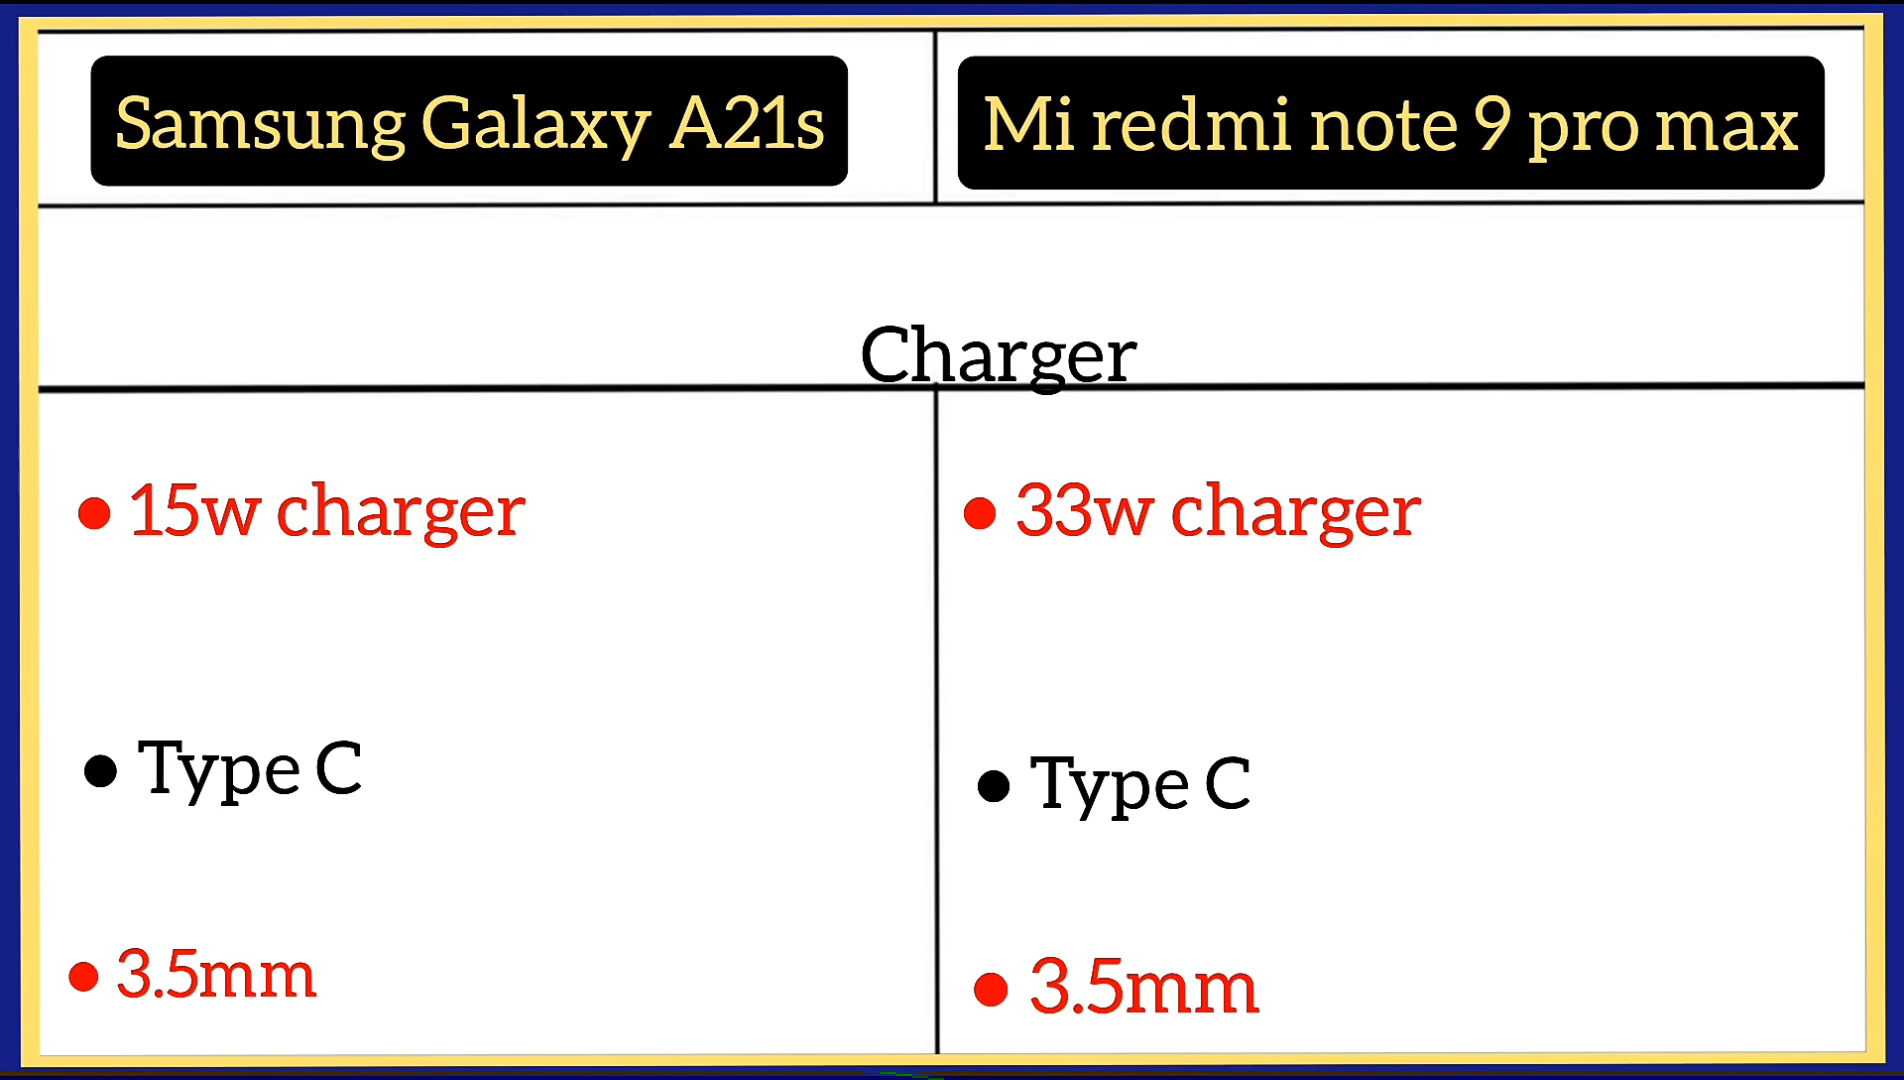 Samsung Galaxy A21s
Mi redmi note 9 pro max
Charger
• 15w charger
• 33w charger
• Type C
• Type C
• 3.5mm
• 3.5mm